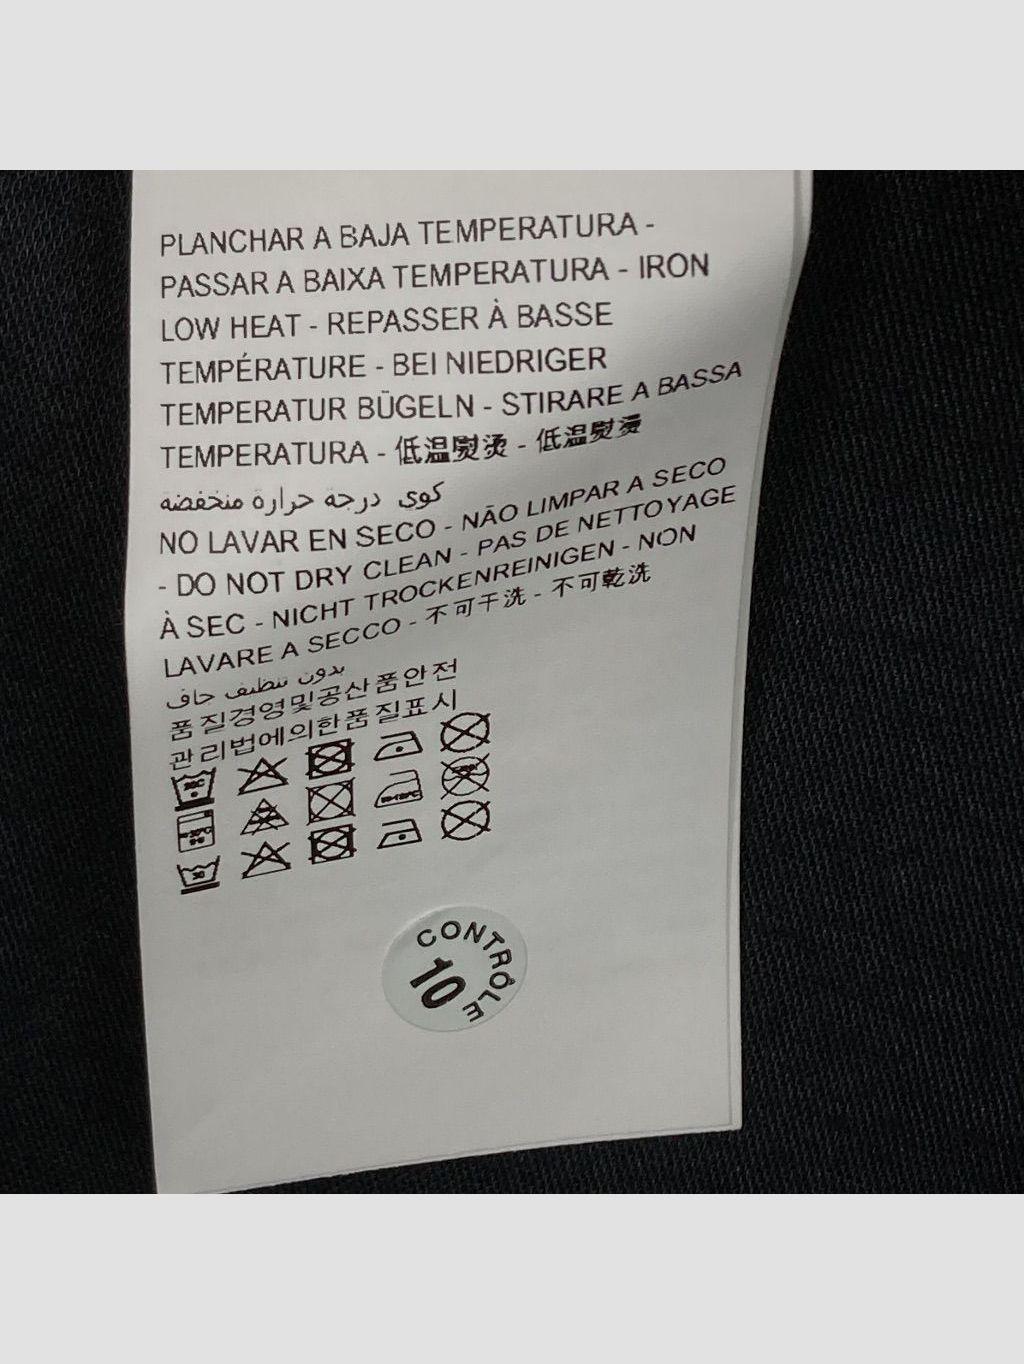 PLANCHAR A BAJA TEMPERATURA -
PASSAR A BAIXA TEMPERATURA - IRON
LOW HEAT - REPASSER À BASSE
TEMPÉRATURE - BEI NIEDRIGER
TEMPERATUR BÜGELN - STIRARE A BASSA
TEMPERATURA - 低温熨烫 - 低溫熨燙
كوى درجة حرارة منخفضه
NO LAVAR EN SECO - NÃO LIMPAR A SECO
- DO NOT DRY CLEAN - PAS DE NETTOYAGE
À SEC - NICHT TROCKENREINIGEN - NON
LAVARE A SECCO - 不可干洗 - 不可乾洗
بدون تنظيف جاف
품질경영및공산품안전
관리법에의한품질표시
30
CONTRÔLE
10